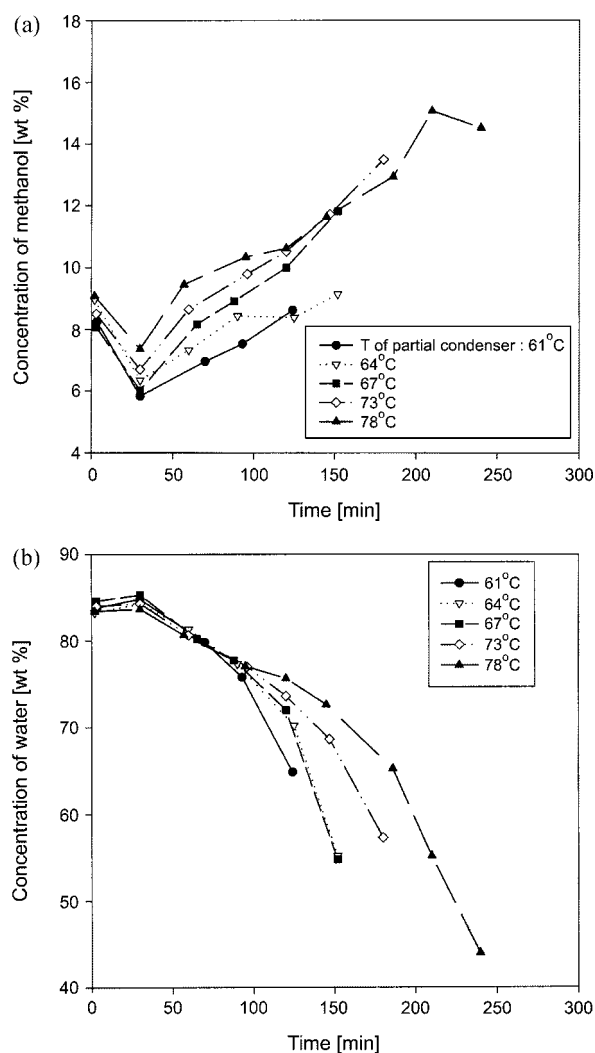 (a)
18
16
14
12
10
8
6
4
Concentration of methanol [wt %]
T of partial condenser : 61°C
64°C
67°C
73°C
78°C
0 50 100 150 200 250 300
Time [min]
(b)
90
80
70
60
50
40
Concentration of water [wt %]
61°C
64°C
67°C
73°C
78°C
0 50 100 150 200 250 300
Time [min]